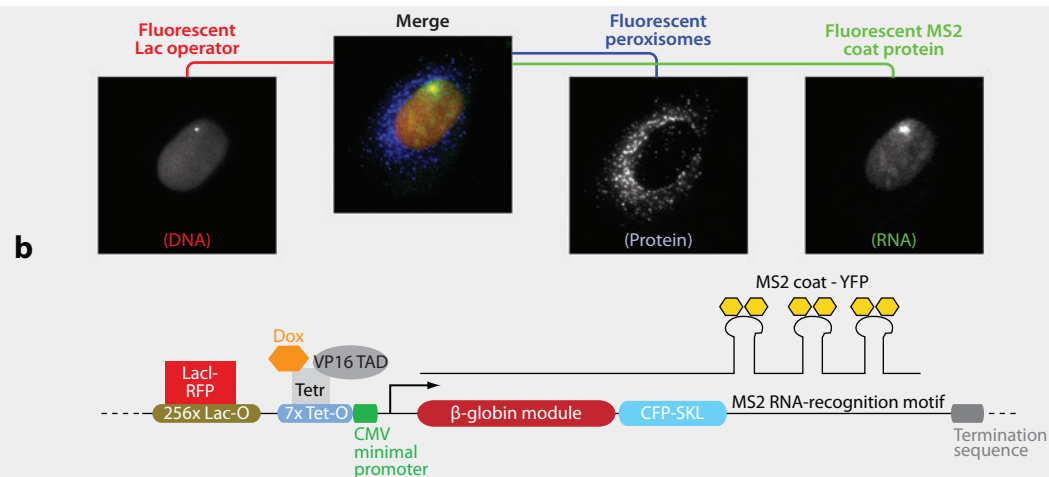 Fluorescent
Lac operator
Merge
Fluorescent
peroxisomes
Fluorescent MS2
coat protein
(DNA)
(Protein)
(RNA)
b
MS2 coat - YFP
Dox
LacI-
RFP
VP16 TAD
Tetr
256x Lac-O
7x Tet-O
β-globin module
CFP-SKL
MS2 RNA-recognition motif
CMV
minimal
promoter
Termination
sequence